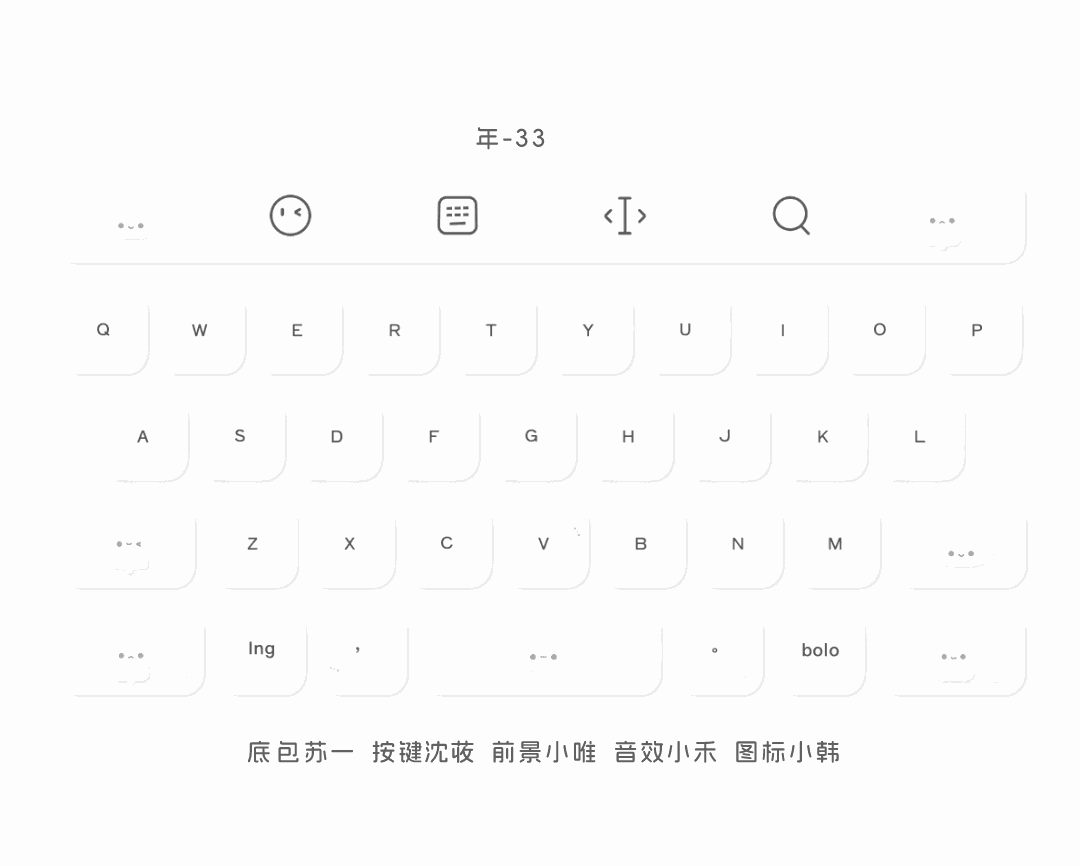 年-33
Q W E R T Y U I O P
A S D F G H J K L
Z X C V B N M
lng , 。 bolo
底包苏一 按键沈荍 前景小唯 音效小禾 图标小韩